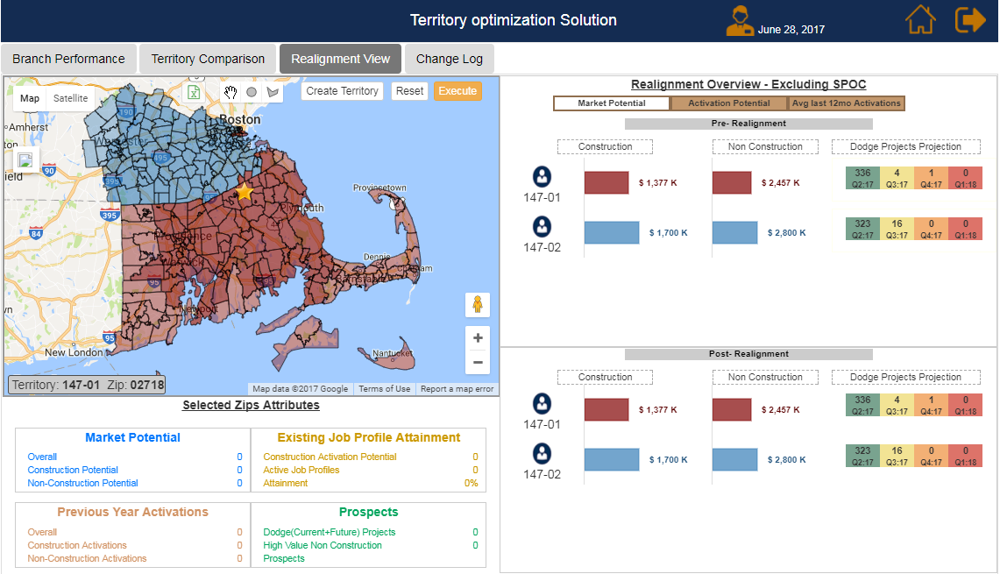 Territory optimization Solution
June 28, 2017
Branch Performance
Territory Comparison
Realignment View
Change Log
Map
Satellite
Create Territory
Reset
Execute
Boston
Amherst
Worcester
190
495
90
395
395
84
95
95
Provincetown
Plymouth
Providence
Warwick
Dennis
Barnstable
Newport
New London
Nantucket
Territory: 147-01 Zip: 02718
Map data ©2017 Google
Terms of Use
Report a map error
Selected Zips Attributes
Market Potential
Overall 0
Construction Potential 0
Non-Construction Potential 0
Existing Job Profile Attainment
Construction Activation Potential 0
Active Job Profiles 0
Attainment 0%
Previous Year Activations
Overall 0
Construction Activations 0
Non-Construction Activations 0
Prospects
Dodge(Current+Future) Projects 0
High Value Non Construction 0
Prospects
Realignment Overview - Excluding SPOC
Market Potential
Activation Potential
Avg last 12mo Activations
Pre- Realignment
Construction
Non Construction
Dodge Projects Projection
147-01
$ 1,377 K
$ 2,457 K
336 4 1 0
Q2:17 Q3:17 Q4:17 Q1:18
147-02
$ 1,700 K
$ 2,800 K
323 16 0 0
Q2:17 Q3:17 Q4:17 Q1:18
Post- Realignment
Construction
Non Construction
Dodge Projects Projection
147-01
$ 1,377 K
$ 2,457 K
336 4 1 0
Q2:17 Q3:17 Q4:17 Q1:18
147-02
$ 1,700 K
$ 2,800 K
323 16 0 0
Q2:17 Q3:17 Q4:17 Q1:18